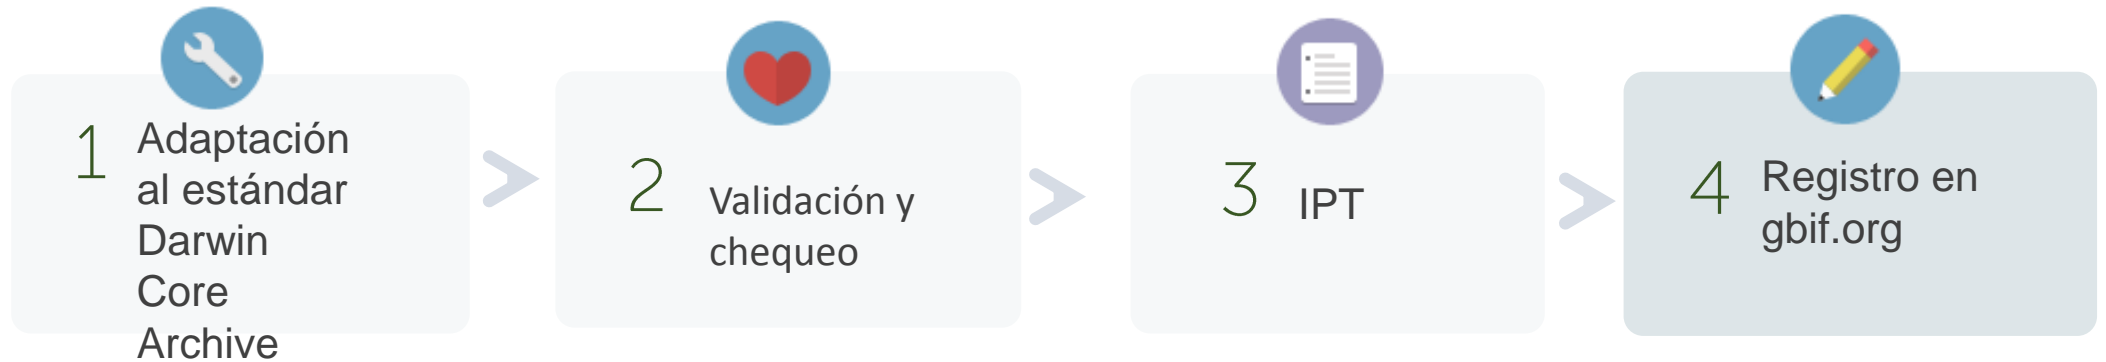 1
Adaptación
al estándar
Darwin
Core
Archive
2
Validación y
chequeo
3
IPT
4
Registro en
gbif.org